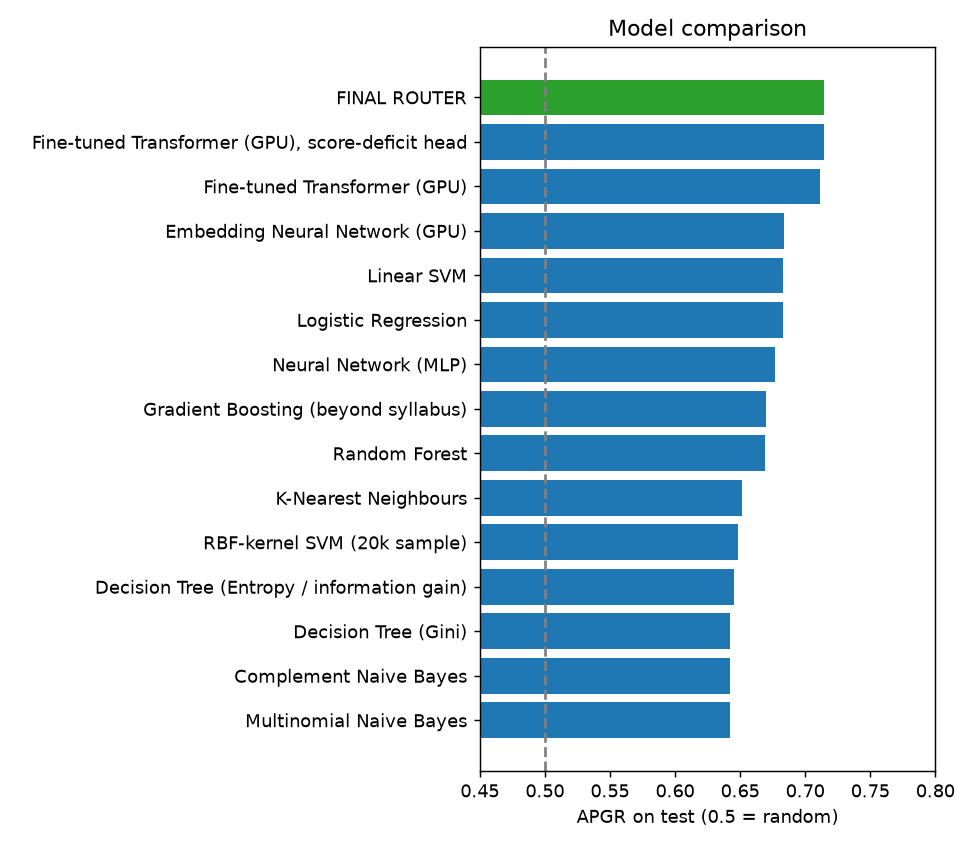 Model comparison
FINAL ROUTER
Fine-tuned Transformer (GPU), score-deficit head
Fine-tuned Transformer (GPU)
Embedding Neural Network (GPU)
Linear SVM
Logistic Regression
Neural Network (MLP)
Gradient Boosting (beyond syllabus)
Random Forest
K-Nearest Neighbours
RBF-kernel SVM (20k sample)
Decision Tree (Entropy / information gain)
Decision Tree (Gini)
Complement Naive Bayes
Multinomial Naive Bayes
0.45 0.50 0.55 0.60 0.65 0.70 0.75 0.80
APGR on test (0.5 = random)